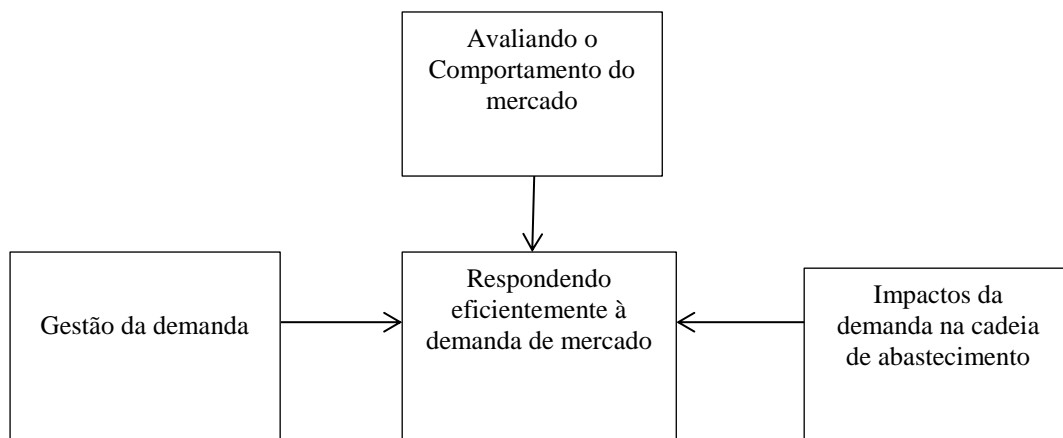 Avaliando o
Comportamento do
mercado
Gestão da demanda
Respondendo
eficientemente à
demanda de mercado
Impactos da
demanda na cadeia
de abastecimento